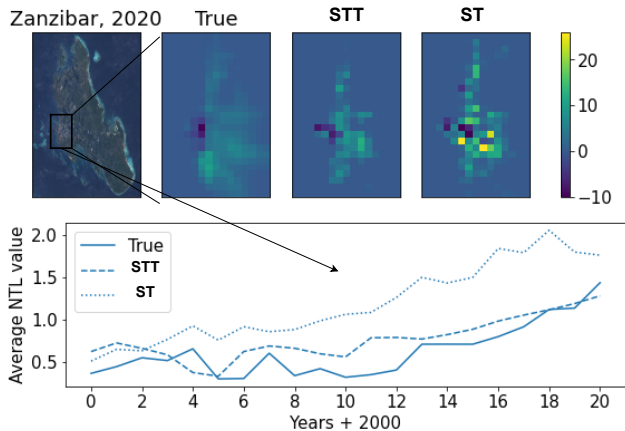 Zanzibar, 2020 True STT ST
20
10
0
−10
2.0
1.5
1.0
0.5
Average NTL value
True
STT
ST
0 2 4 6 8 10 12 14 16 18 20
Years + 2000